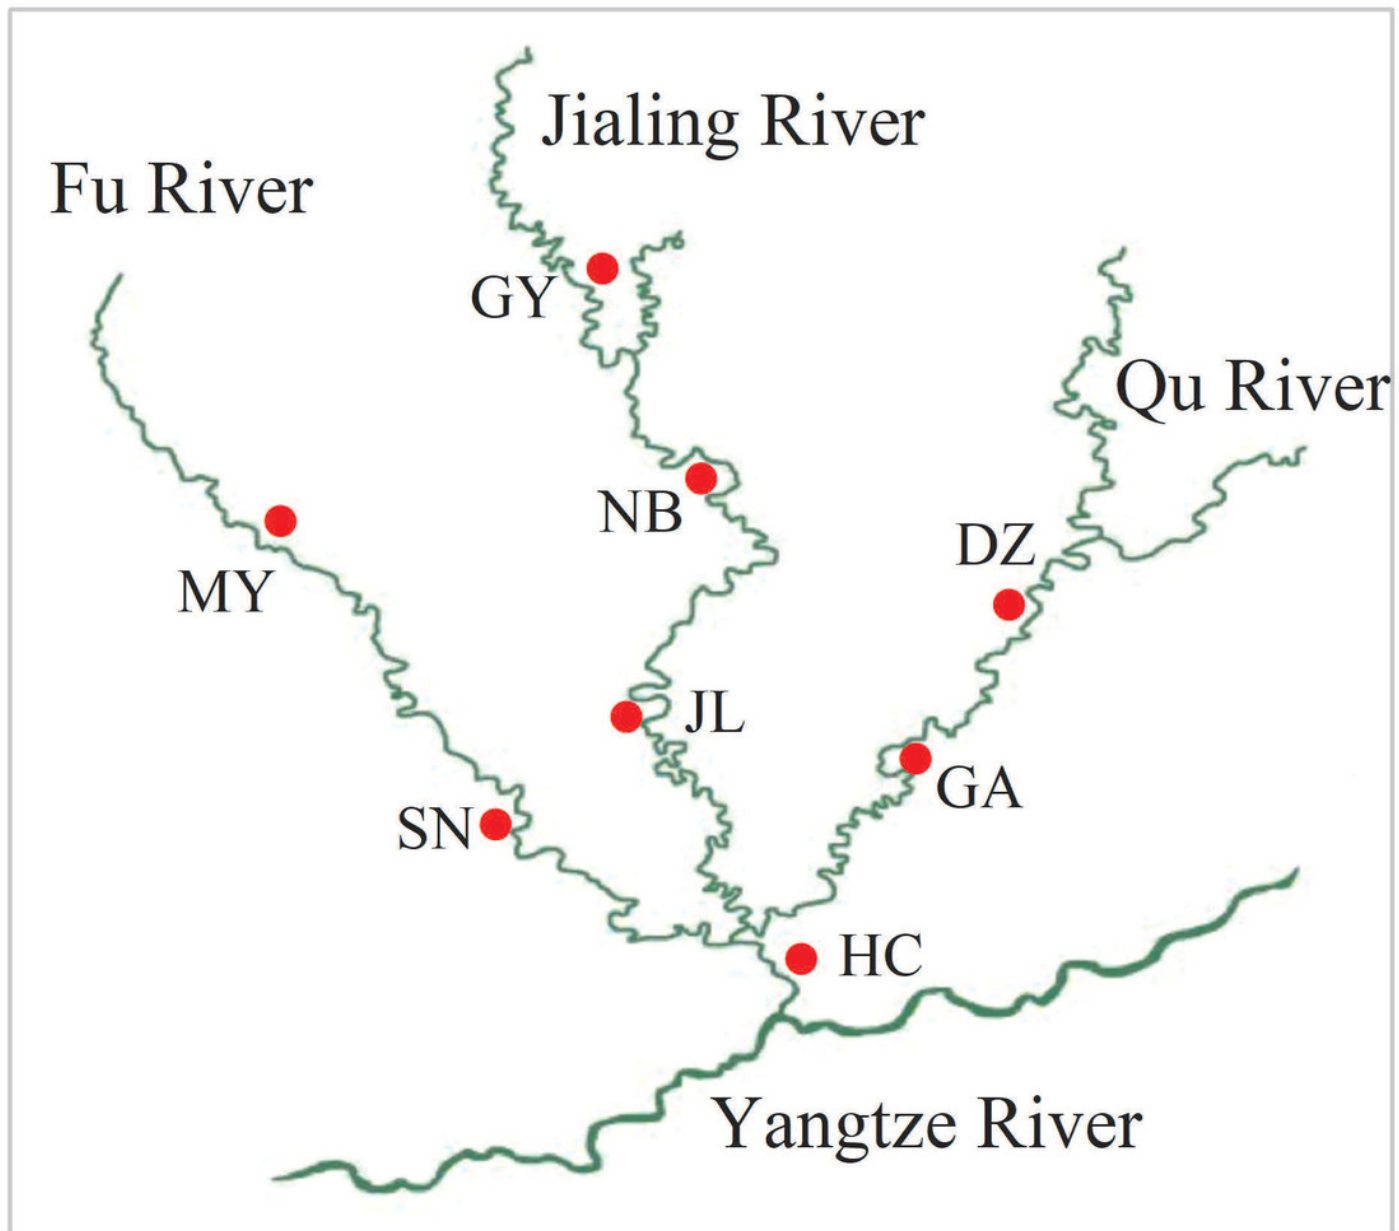 Jialing River
Fu River
GY
Qu River
NB
DZ
MY
JL
GA
SN
HC
Yangtze River